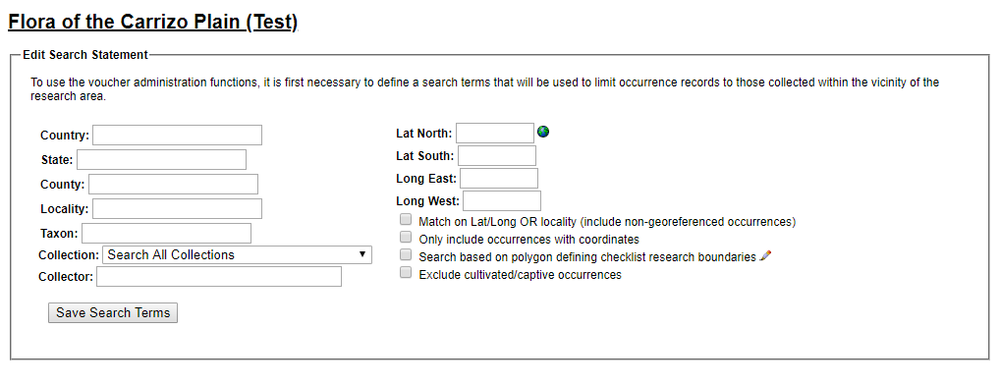 Flora of the Carrizo Plain (Test)
Edit Search Statement
To use the voucher administration functions, it is first necessary to define a search terms that will be used to limit occurrence records to those collected within the vicinity of the
research area.
Country:
State:
County:
Locality:
Taxon:
Collection: Search All Collections
Collector:
Save Search Terms
Lat North:
Lat South:
Long East:
Long West:
Match on Lat/Long OR locality (include non-georeferenced occurrences)
Only include occurrences with coordinates
Search based on polygon defining checklist research boundaries
Exclude cultivated/captive occurrences